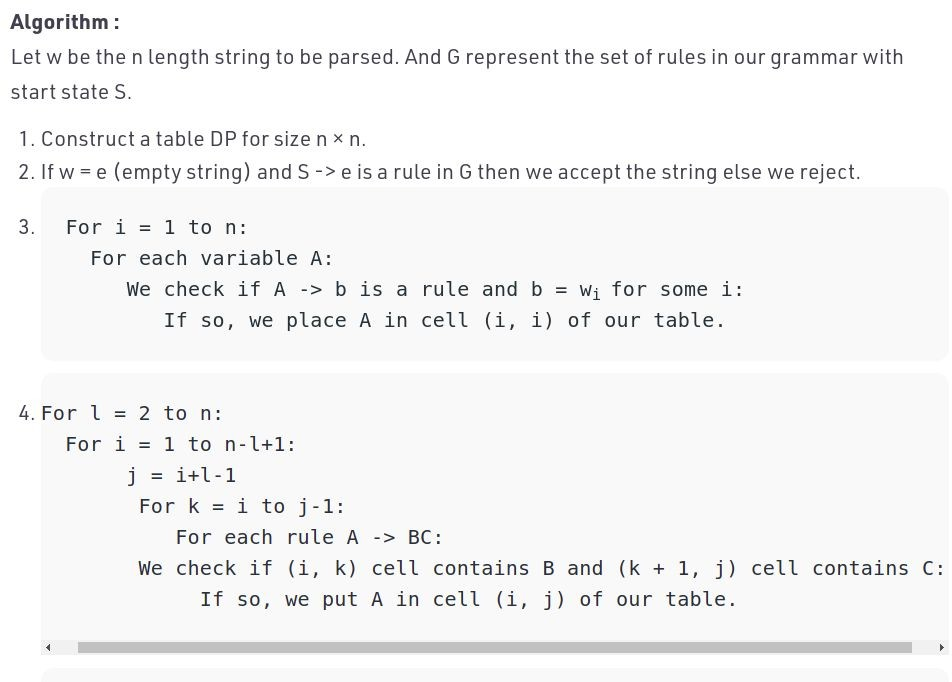 Algorithm :
Let w be the n length string to be parsed. And G represent the set of rules in our grammar with
start state S.
1. Construct a table DP for size n × n.
2. If w = e (empty string) and S -> e is a rule in G then we accept the string else we reject.
3. For i = 1 to n:
For each variable A:
We check if A -> b is a rule and b = wᵢ for some i:
If so, we place A in cell (i, i) of our table.
4. For l = 2 to n:
For i = 1 to n-l+1:
j = i+l-1
For k = i to j-1:
For each rule A -> BC:
We check if (i, k) cell contains B and (k + 1, j) cell contains C:
If so, we put A in cell (i, j) of our table.